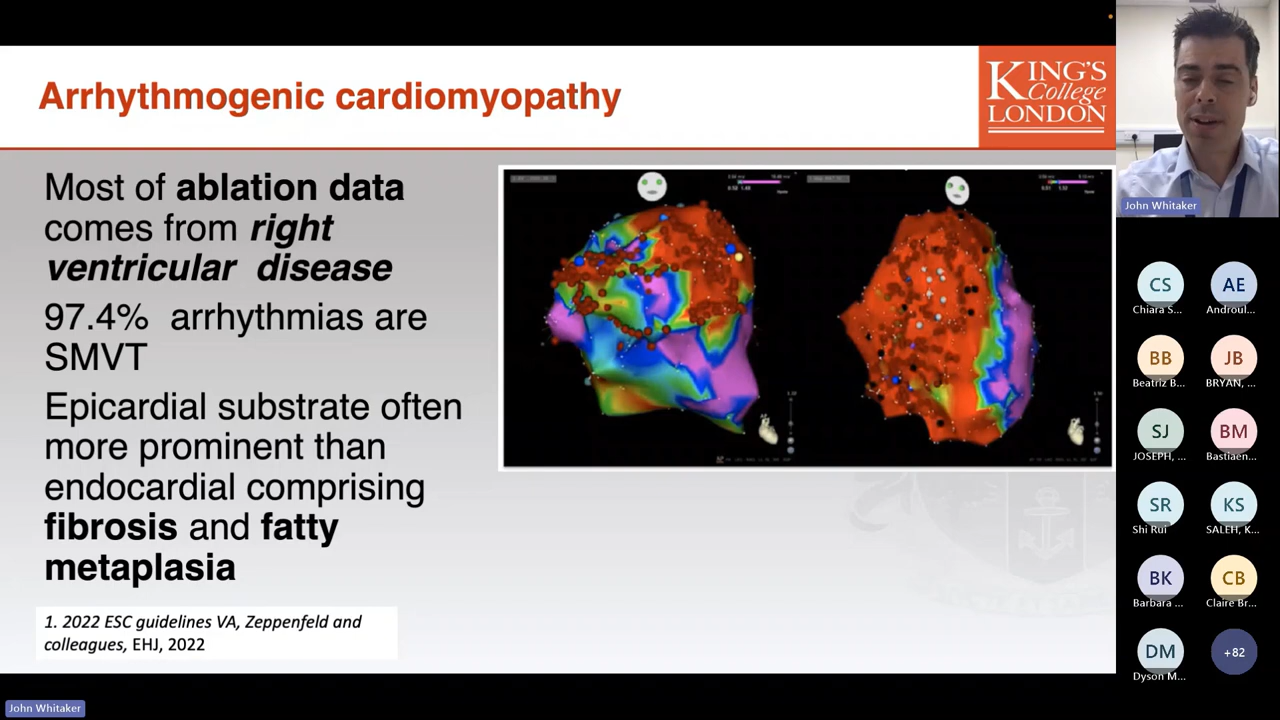 Arrhythmogenic cardiomyopathy
KING'S
College
LONDON
Most of ablation data
comes from right
ventricular disease
97.4% arrhythmias are
SMVT
Epicardial substrate often
more prominent than
endocardial comprising
fibrosis and fatty
metaplasia
1. 2022 ESC guidelines VA, Zeppenfeld and
colleagues, EHJ, 2022
John Whitaker
CS AE
Chiara S... Androul...
BB JB
Beatriz B... BRYAN, ...
SJ BM
JOSEPH, ... Bastiaen...
SR KS
Shi Rui SALEH, K...
BK CB
Barbara ... Claire Br...
DM +82
Dyson M...
John Whitaker